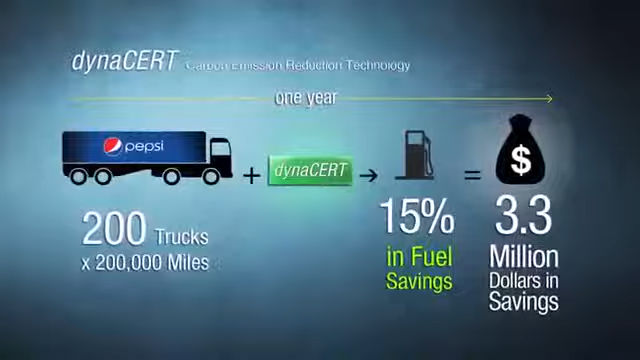 dynaCERT Carbon Emission Reduction Technology
one year
pepsi
+ dynaCERT → = $
200 Trucks
x 200,000 Miles
15%
in Fuel
Savings
3.3
Million
Dollars in
Savings